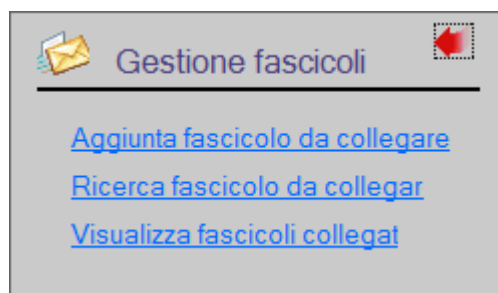 Gestione fascicoli
Aggiunta fascicolo da collegare
Ricerca fascicolo da collegar
Visualizza fascicoli collegat